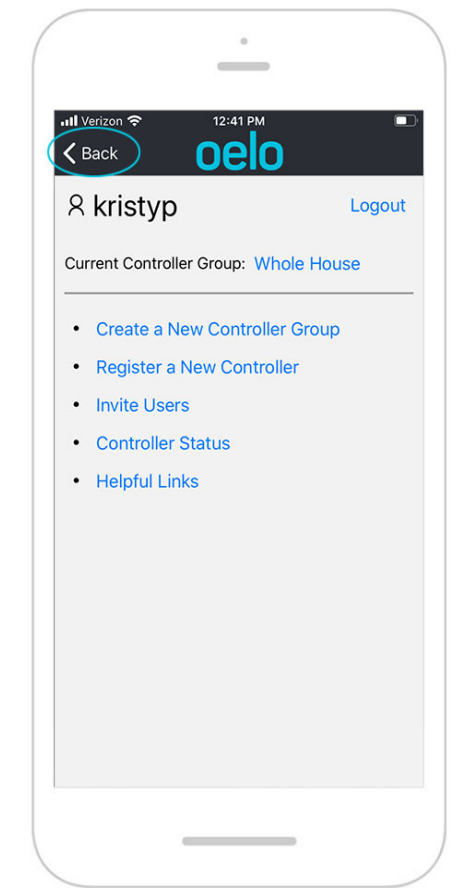 Verizon 12:41 PM
Back oelo
kristyp Logout
Current Controller Group: Whole House
• Create a New Controller Group
• Register a New Controller
• Invite Users
• Controller Status
• Helpful Links